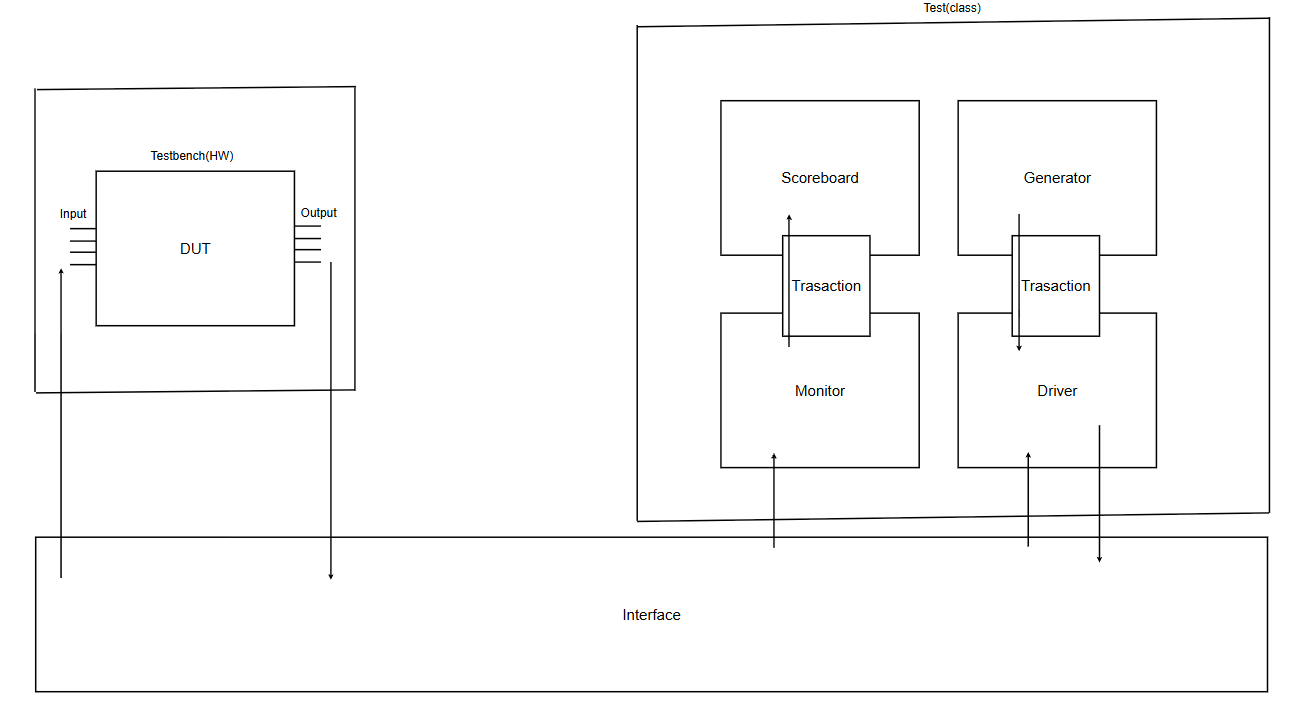 Test(class)
Testbench(HW)
Input
Output
DUT
Scoreboard
Generator
Trasaction
Trasaction
Monitor
Driver
Interface